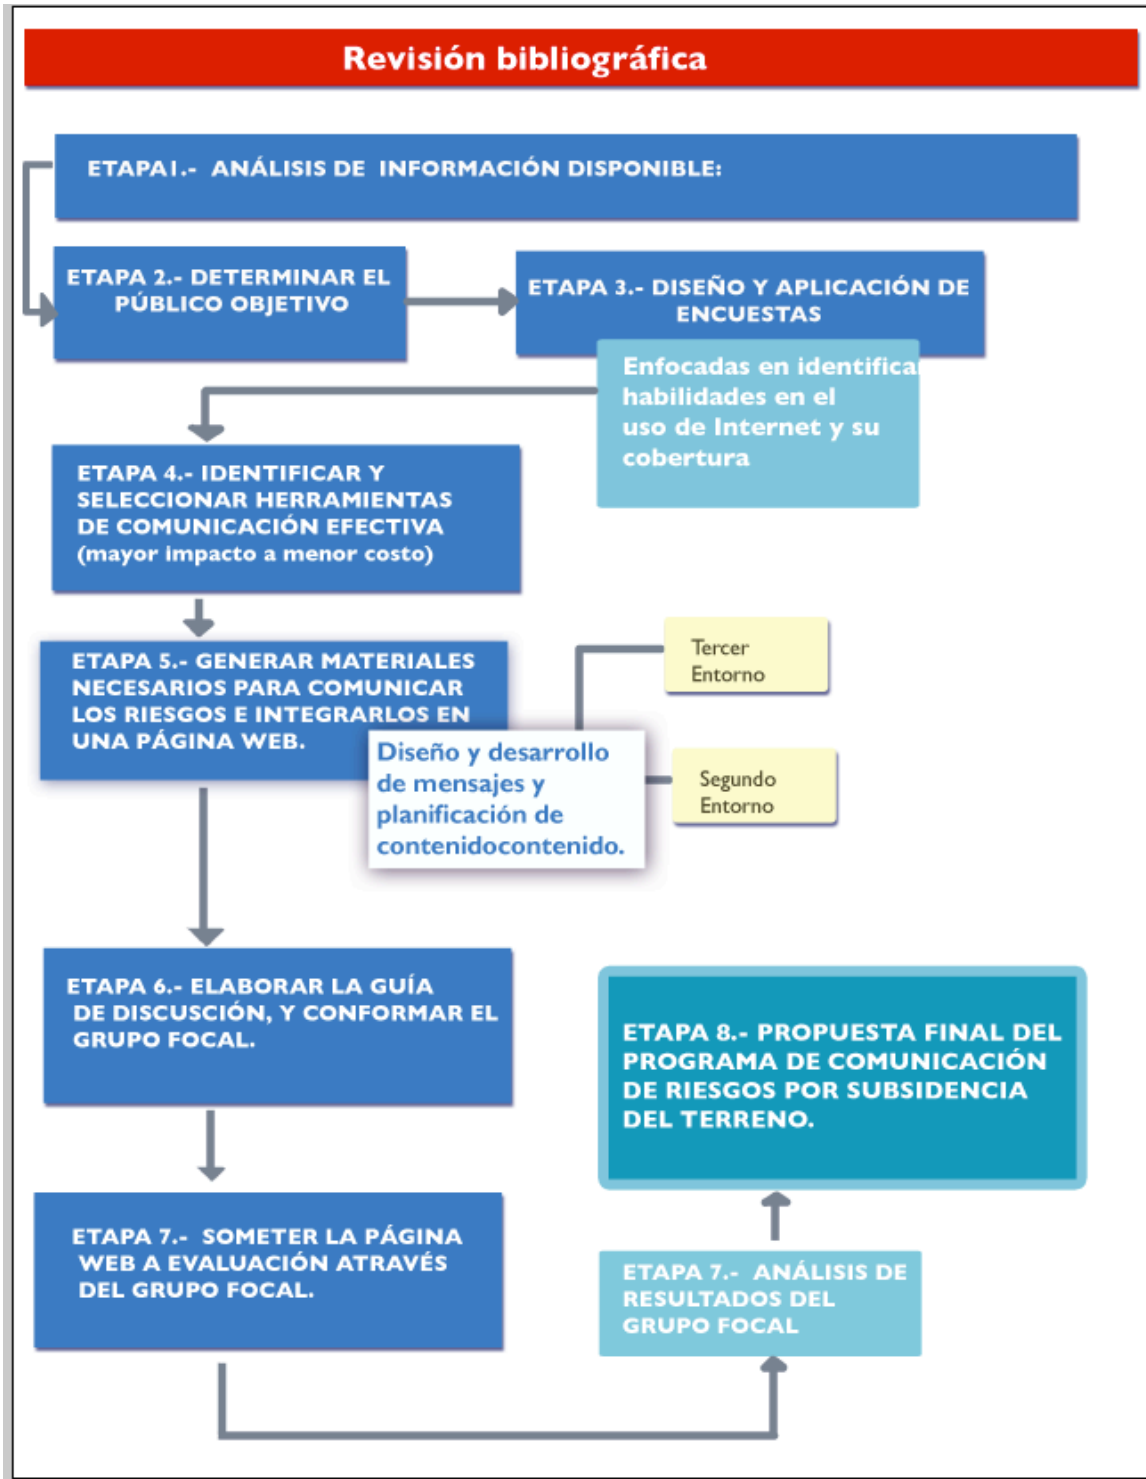 Revisión bibliográfica
ETAPA1.- ANÁLISIS DE INFORMACIÓN DISPONIBLE:
ETAPA 2.- DETERMINAR EL
PÚBLICO OBJETIVO
ETAPA 3.- DISEÑO Y APLICACIÓN DE
ENCUESTAS
Enfocadas en identificar
habilidades en el
uso de Internet y su
cobertura
ETAPA 4.- IDENTIFICAR Y
SELECCIONAR HERRAMIENTAS
DE COMUNICACIÓN EFECTIVA
(mayor impacto a menor costo)
ETAPA 5.- GENERAR MATERIALES
NECESARIOS PARA COMUNICAR
LOS RIESGOS E INTEGRARLOS EN
UNA PÁGINA WEB.
Diseño y desarrollo
de mensajes y
planificación de
contenidocontenido.
Tercer
Entorno
Segundo
Entorno
ETAPA 6.- ELABORAR LA GUÍA
DE DISCUSCIÓN, Y CONFORMAR EL
GRUPO FOCAL.
ETAPA 7.- SOMETER LA PÁGINA
WEB A EVALUACIÓN ATRAVÉS
DEL GRUPO FOCAL.
ETAPA 7.- ANÁLISIS DE
RESULTADOS DEL
GRUPO FOCAL
ETAPA 8.- PROPUESTA FINAL DEL
PROGRAMA DE COMUNICACIÓN
DE RIESGOS POR SUBSIDENCIA
DEL TERRENO.